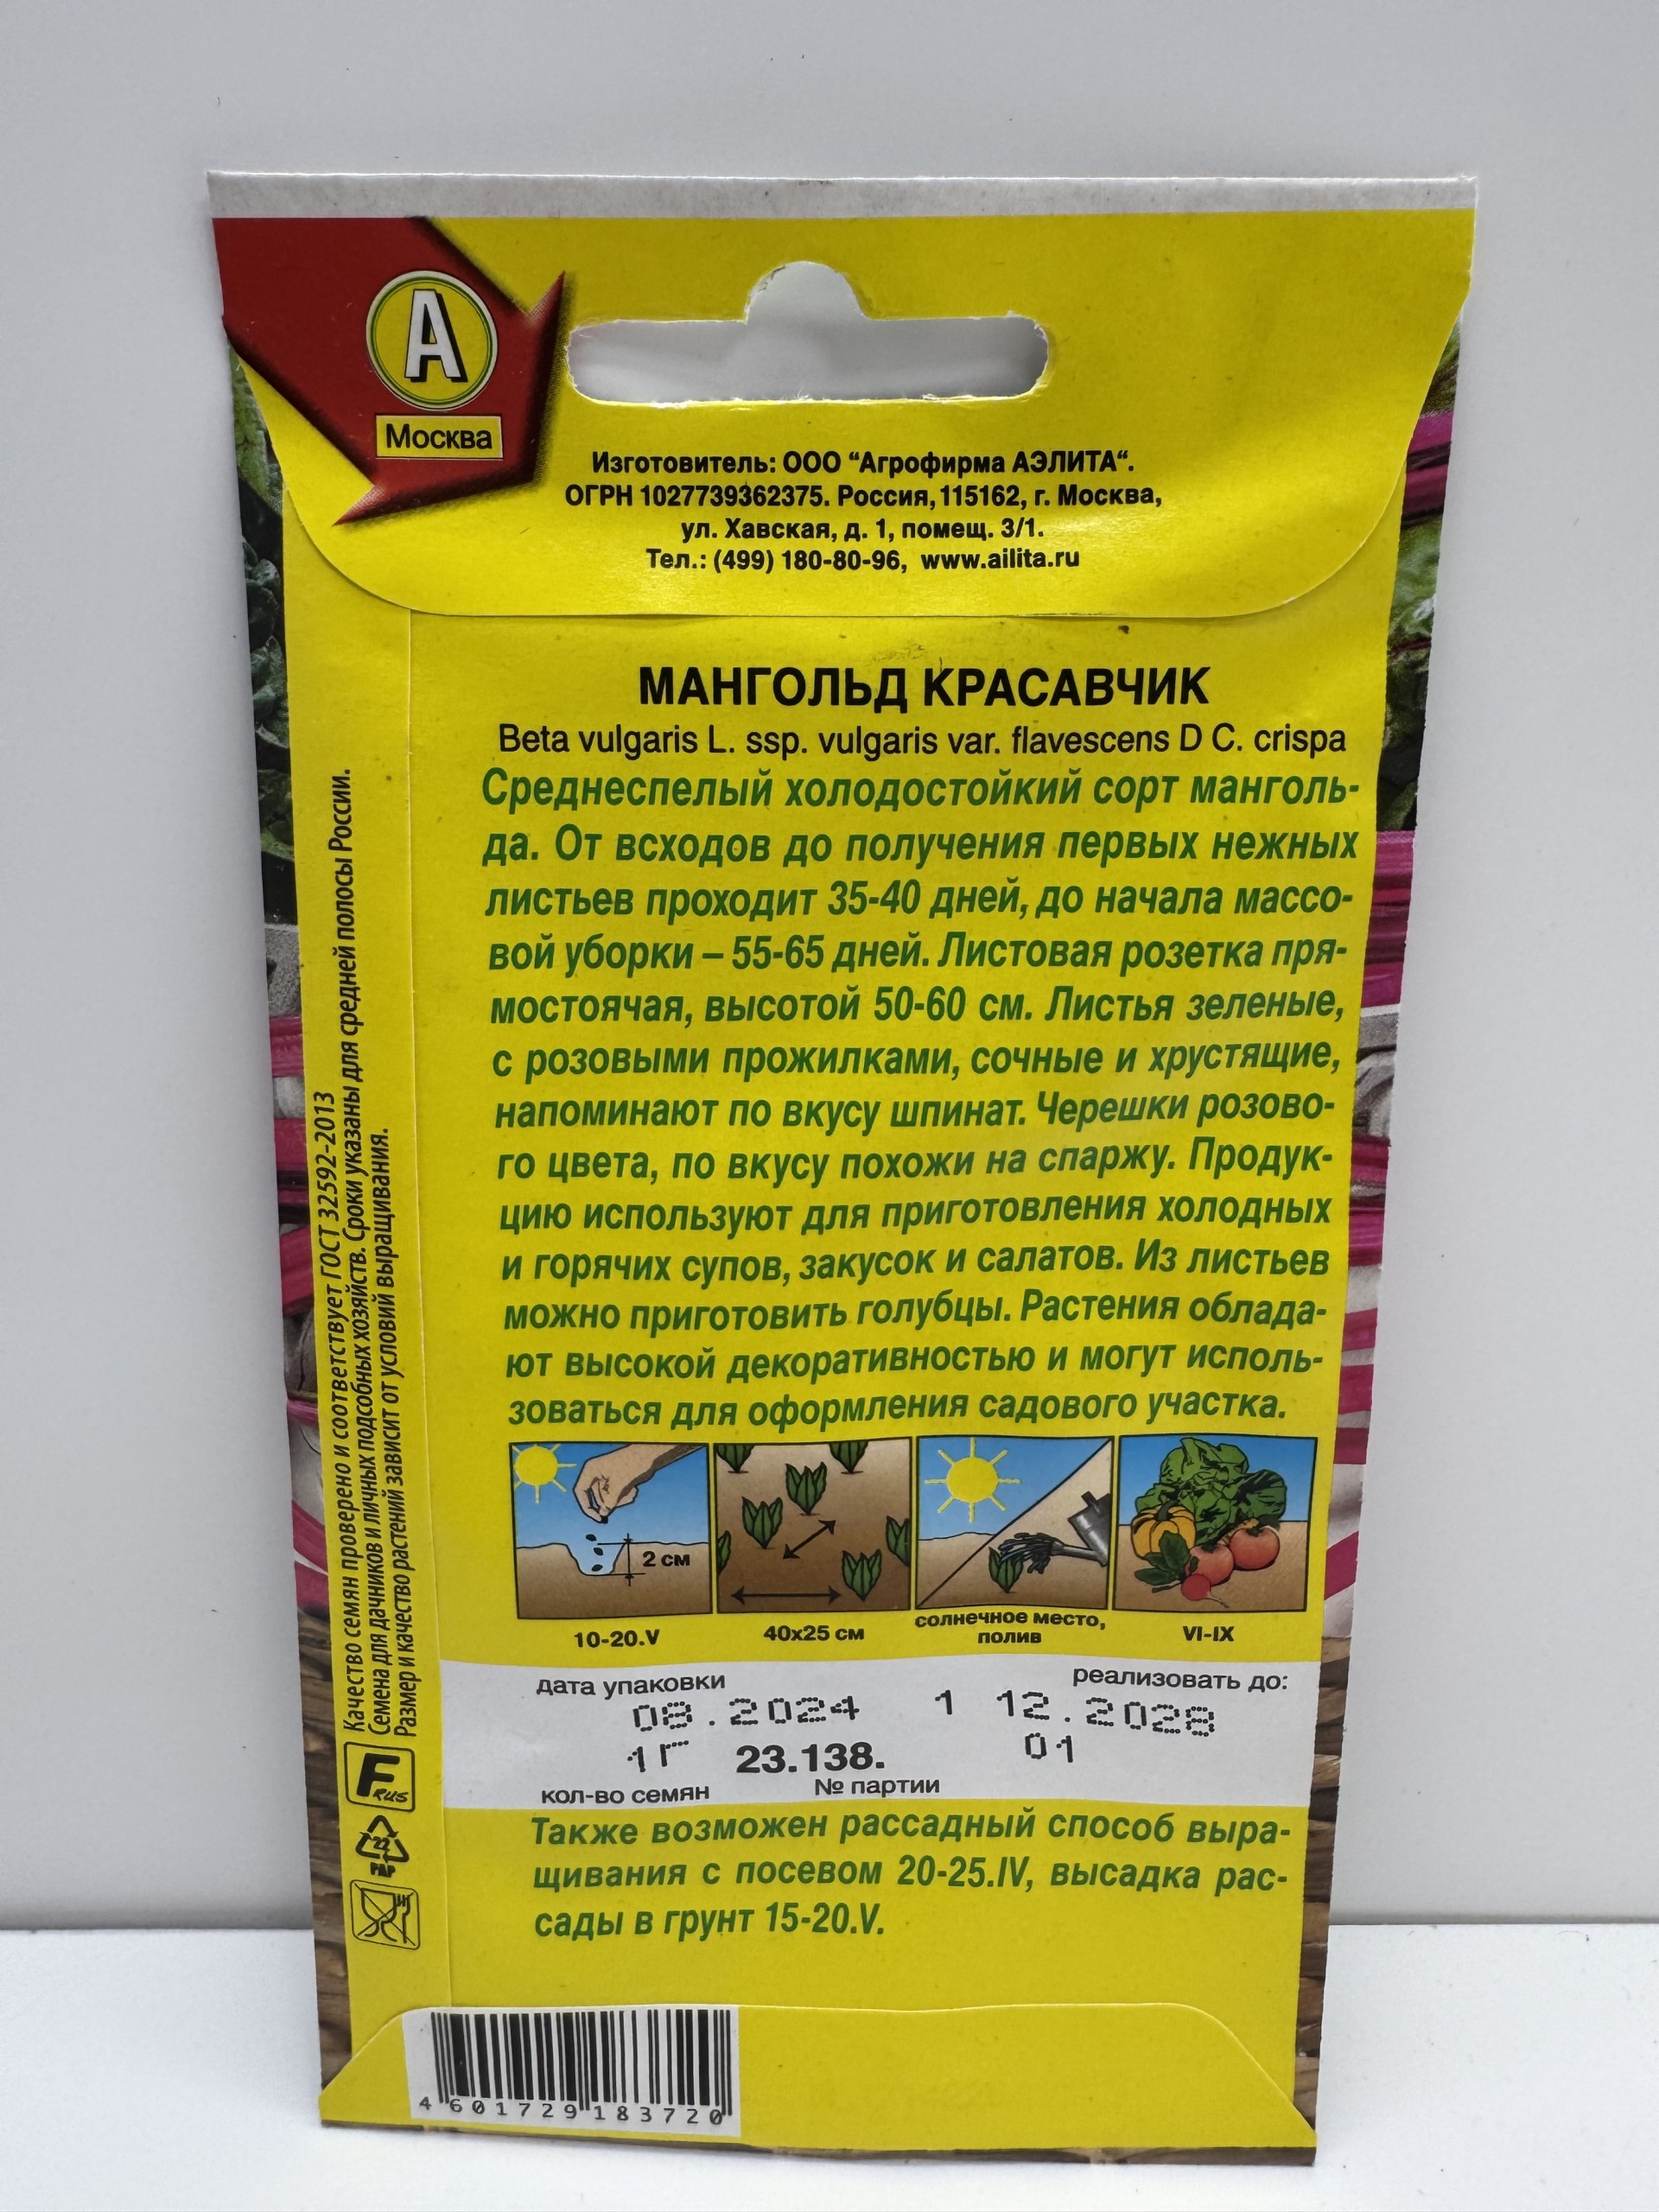 А
Москва
Изготовитель: ООО “Агрофирма АЭЛИТА“.
ОГРН 1027739362375. Россия, 115162, г. Москва,
ул. Хавская, д. 1, помещ. 3/1.
Тел.: (499) 180-80-96, www.ailita.ru
МАНГОЛЬД КРАСАВЧИК
Beta vulgaris L. ssp. vulgaris var. flavescens D C. crispa
Среднеспелый холодостойкий сорт манголь-
да. От всходов до получения первых нежных
листьев проходит 35-40 дней, до начала массо-
вой уборки – 55-65 дней. Листовая розетка пря-
мостоячая, высотой 50-60 см. Листья зеленые,
с розовыми прожилками, сочные и хрустящие,
напоминают по вкусу шпинат. Черешки розово-
го цвета, по вкусу похожи на спаржу. Продук-
цию используют для приготовления холодных
и горячих супов, закусок и салатов. Из листьев
можно приготовить голубцы. Растения облада-
ют высокой декоративностью и могут исполь-
зоваться для оформления садового участка.
2 см
10-20.V
40х25 см
солнечное место,
полив
VI-IX
дата упаковки реализовать до:
08.2024 1 12.2028
1Г 23.138. 01
кол-во семян № партии
Также возможен рассадный способ выра-
щивания с посевом 20-25.IV, высадка рас-
сады в грунт 15-20.V.
Качество семян проверено и соответствует ГОСТ 32592-2013
Семена для дачников и личных подсобных хозяйств. Сроки указаны для средней полосы России.
Размер и качество растений зависит от условий выращивания.
F RUS
22
PAP
4 601729 183720